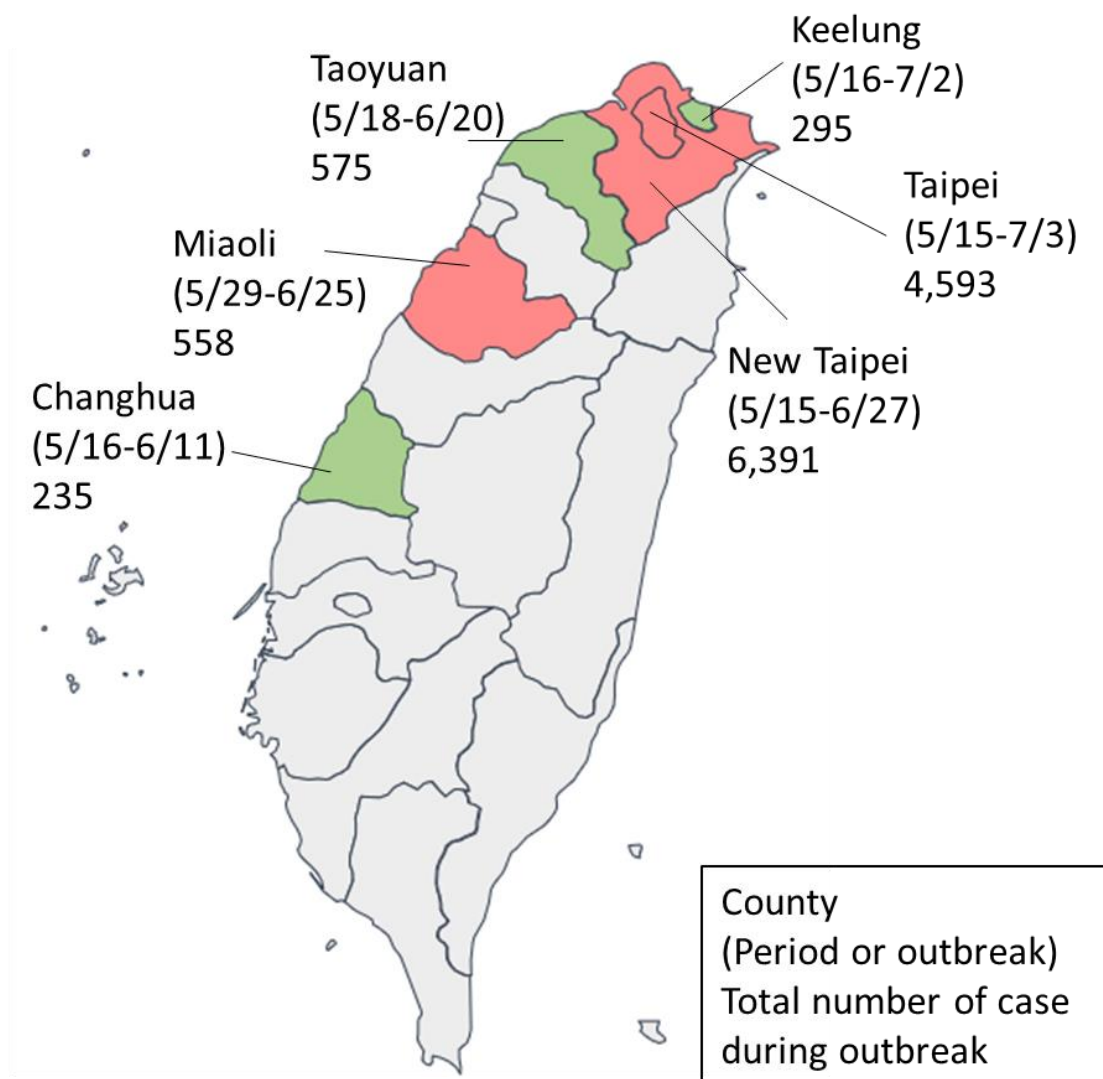 Keelung
(5/16-7/2)
295
Taoyuan
(5/18-6/20)
575
Taipei
(5/15-7/3)
4,593
Miaoli
(5/29-6/25)
558
New Taipei
(5/15-6/27)
6,391
Changhua
(5/16-6/11)
235
County
(Period or outbreak)
Total number of case
during outbreak